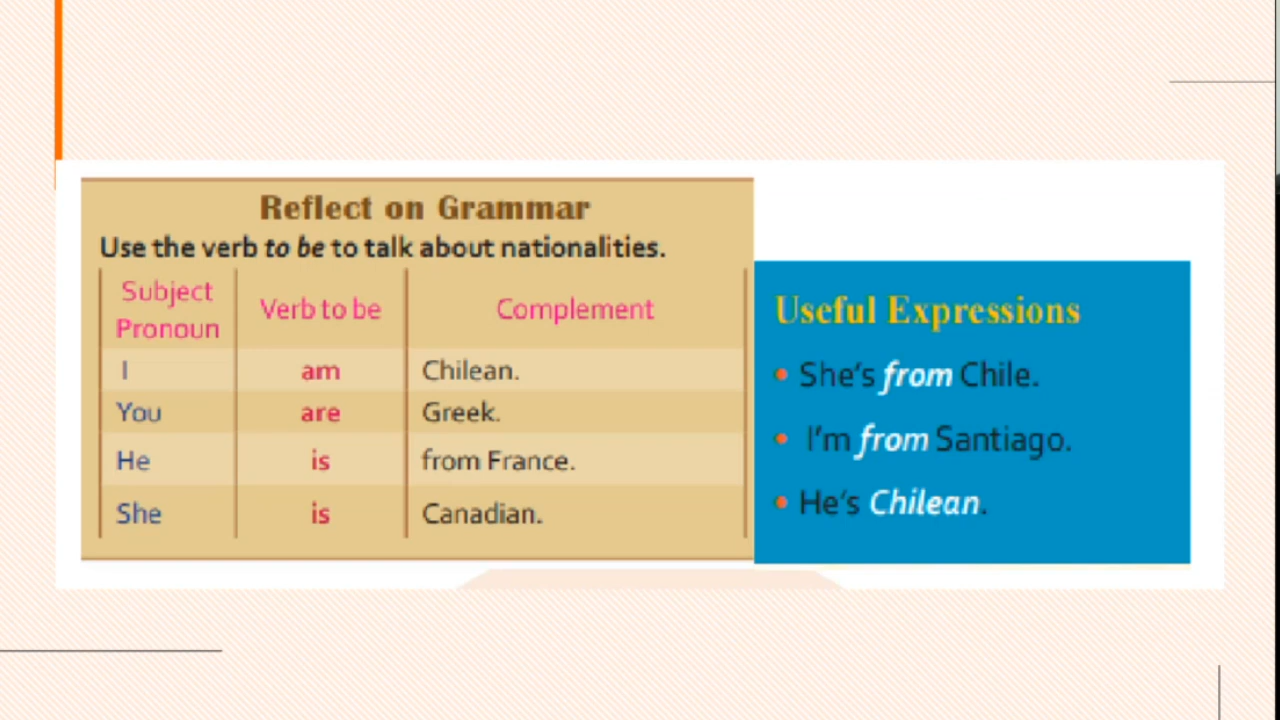 Reflect on Grammar
Use the verb to be to talk about nationalities.
Subject Pronoun Verb to be Complement
I am Chilean.
You are Greek.
He is from France.
She is Canadian.
Useful Expressions
• She's from Chile.
• I'm from Santiago.
• He's Chilean.